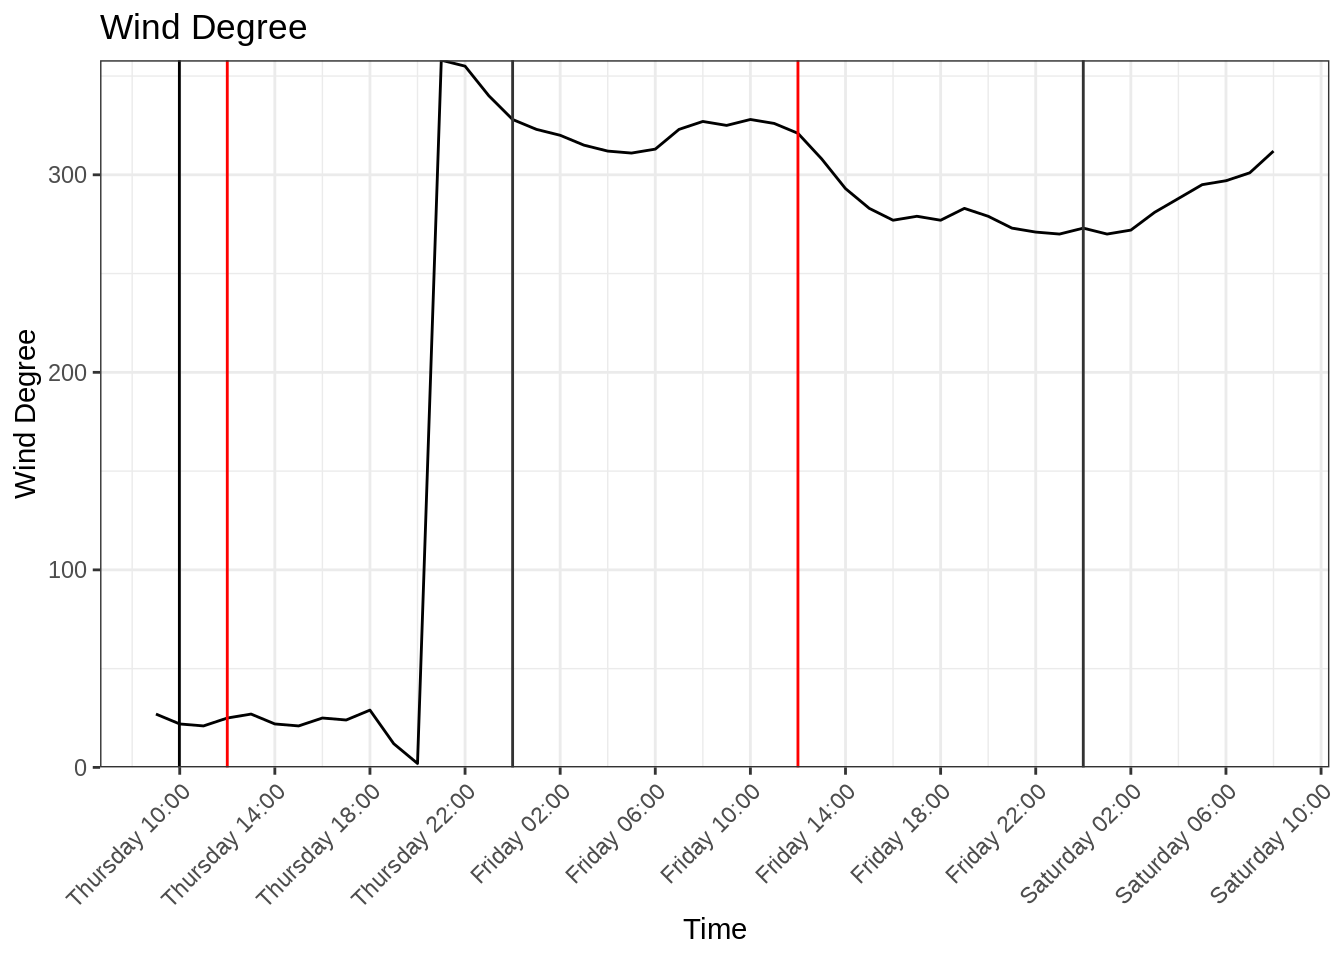 Wind Degree
Wind Degree
300
200
100
0
Thursday 10:00
Thursday 14:00
Thursday 18:00
Thursday 22:00
Friday 02:00
Friday 06:00
Friday 10:00
Friday 14:00
Friday 18:00
Friday 22:00
Saturday 02:00
Saturday 06:00
Saturday 10:00
Time